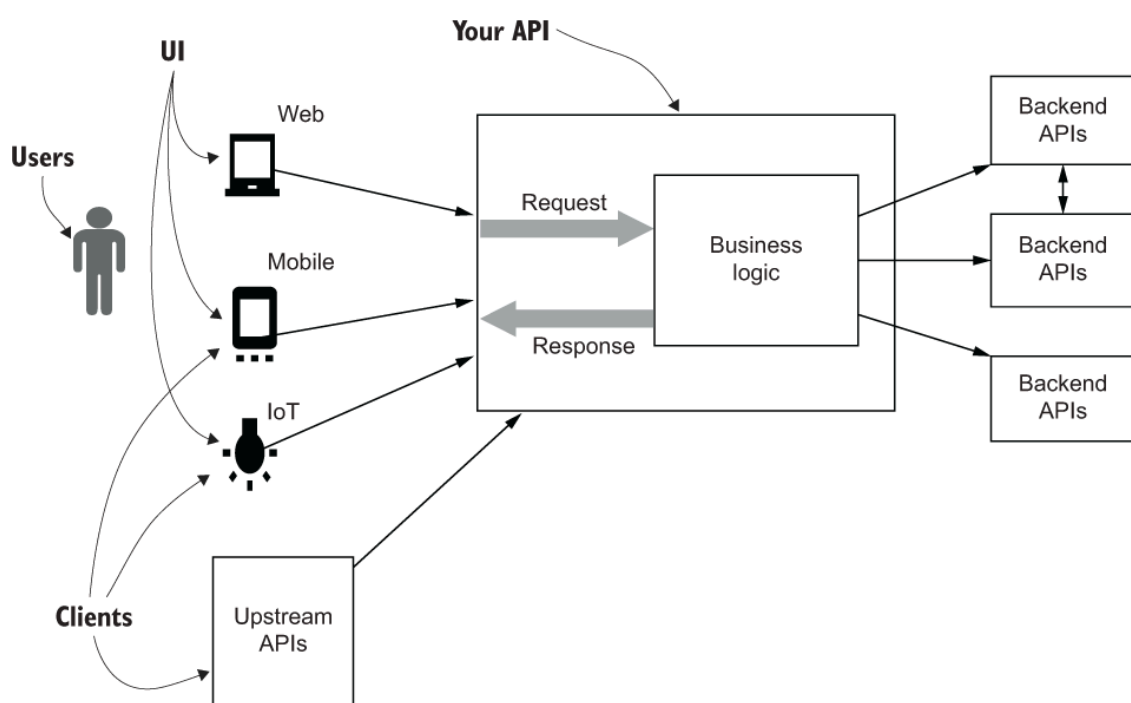 Your API
UI
Web
Users
Mobile
IoT
Clients
Upstream
APIs
Request
Response
Business
logic
Backend
APIs
Backend
APIs
Backend
APIs